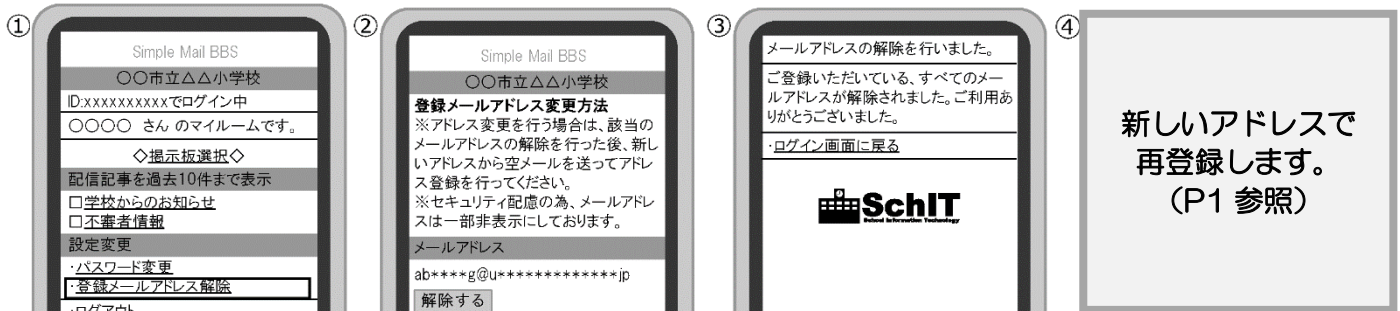 ①
Simple Mail BBS
〇〇市立△△小学校
ID:xxxxxxxxxxでログイン中
〇〇〇〇 さん のマイルームです。
◇掲示板選択◇
配信記事を過去10件まで表示
□学校からのお知らせ
□不審者情報
設定変更
・パスワード変更
・登録メールアドレス解除
・ログアウト
②
Simple Mail BBS
〇〇市立△△小学校
登録メールアドレス変更方法
※アドレス変更を行う場合は、該当の
メールアドレスの解除を行った後、新し
いアドレスから空メールを送ってアドレ
ス登録を行ってください。
※セキュリティ配慮の為、メールアドレ
スは一部非表示にしております。
メールアドレス
ab****g@u*************jp
解除する
③
メールアドレスの解除を行いました。
ご登録いただいている、すべてのメー
ルアドレスが解除されました。ご利用あ
りがとうございました。
・ログイン画面に戻る
SchIT
School Information Technology
④
新しいアドレスで
再登録します。
（P1 参照）